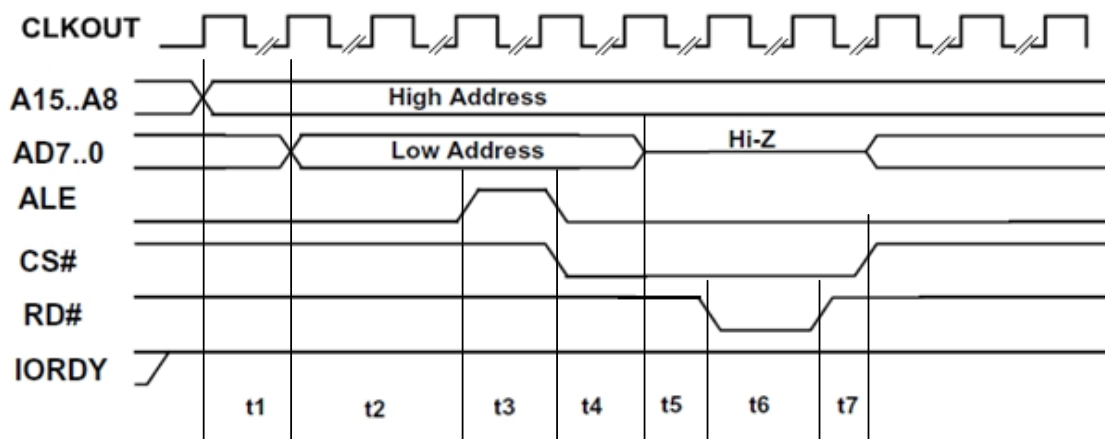 CLKOUT
A15..A8
High Address
AD7..0
Low Address
Hi-Z
ALE
CS#
RD#
IORDY
t1 t2 t3 t4 t5 t6 t7